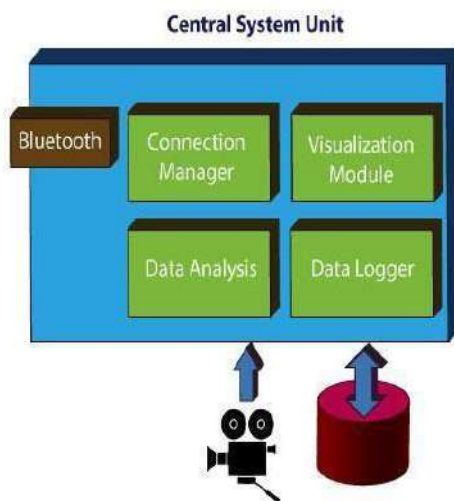 Central System Unit
Bluetooth
Connection
Manager
Visualization
Module
Data Analysis
Data Logger